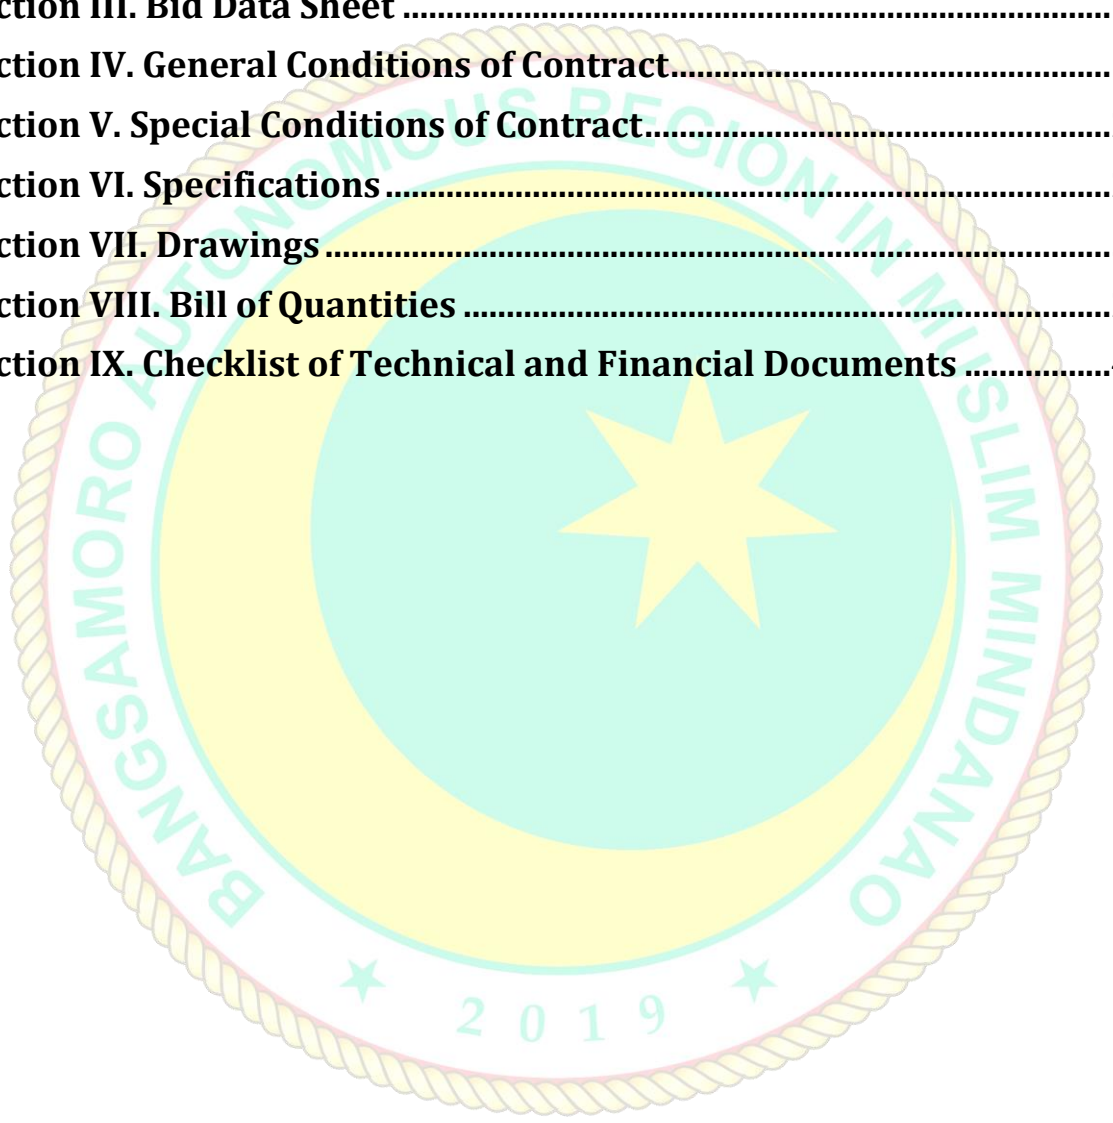 ction III. Bid Data Sheet ................................................................................
ction IV. General Conditions of Contract..................................................
ction V. Special Conditions of Contract.....................................................
ction VI. Specifications...................................................................................
ction VII. Drawings..........................................................................................
ction VIII. Bill of Quantities ..........................................................................
ction IX. Checklist of Technical and Financial Documents .................
BANGSAMORO AUTONOMOUS REGION IN MUSLIM MINDANAO
2019